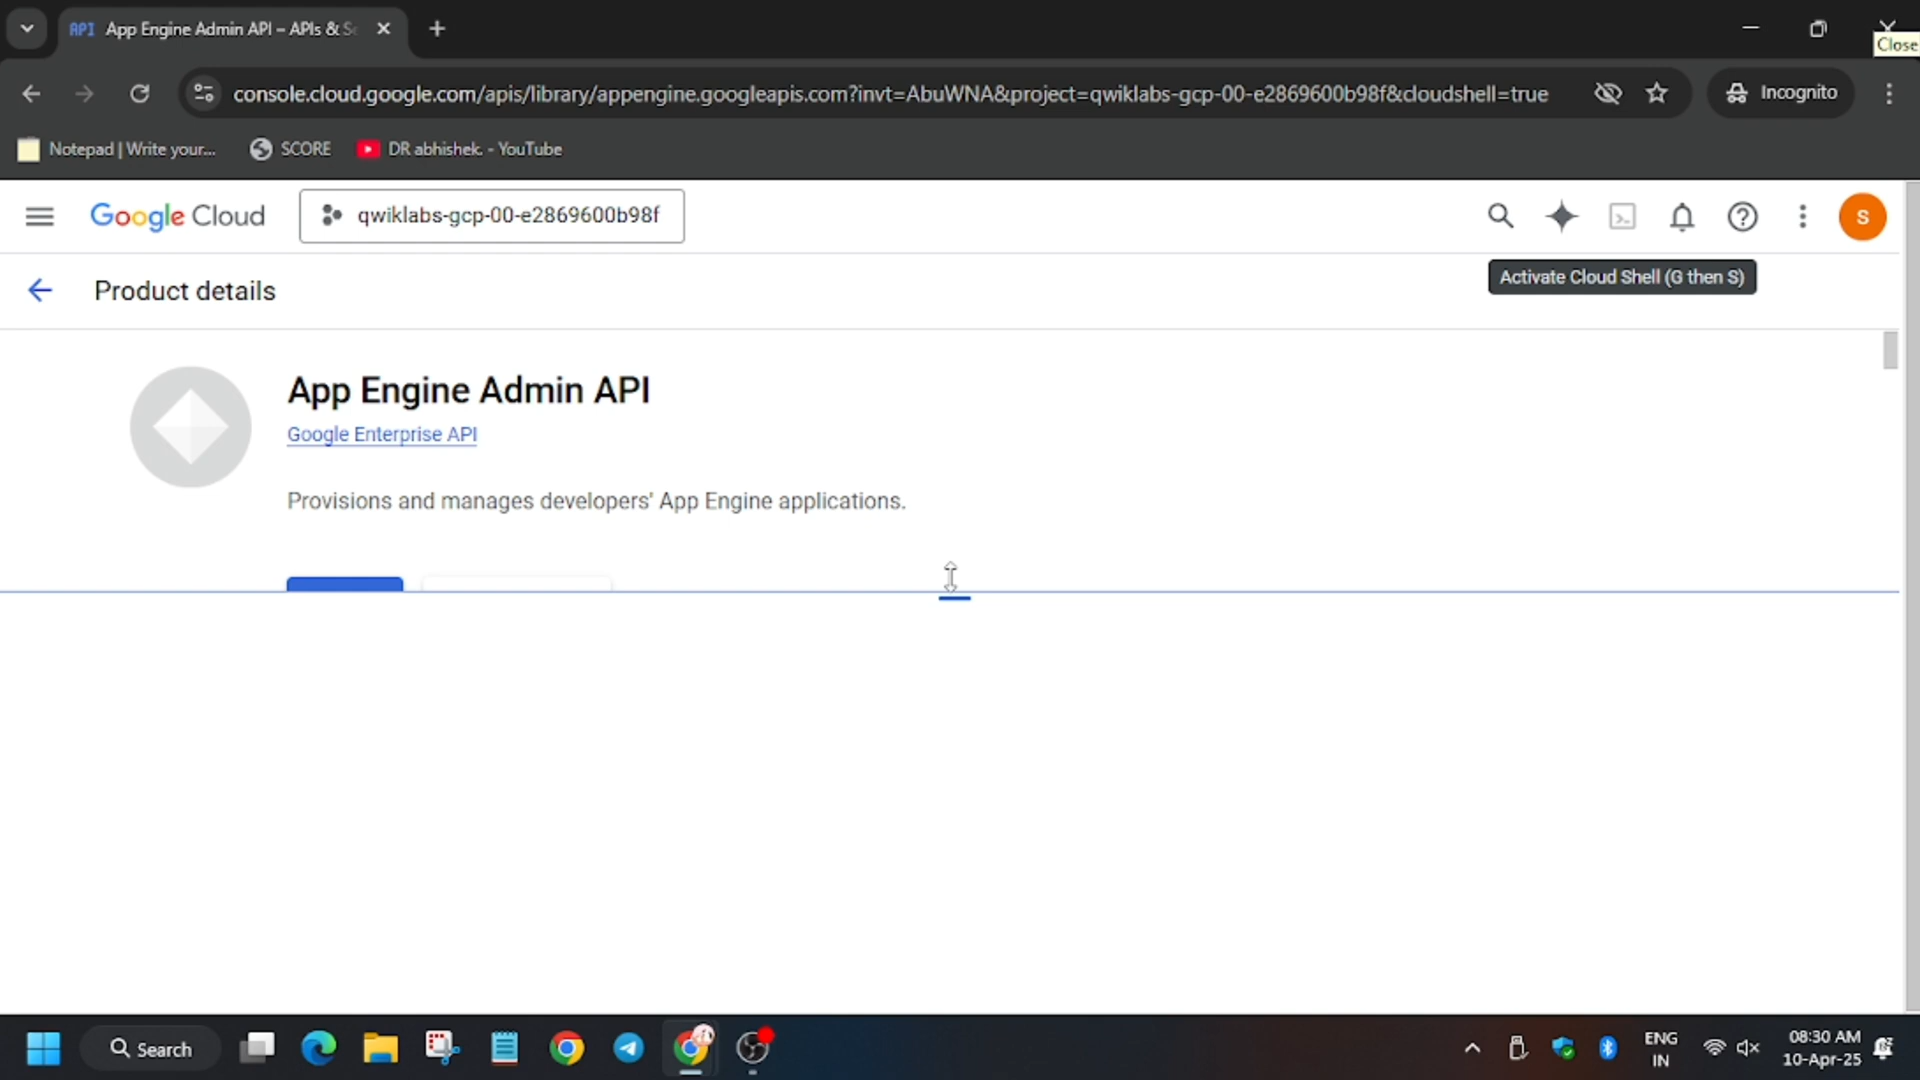 API App Engine Admin API – APIs & Se
Close
console.cloud.google.com/apis/library/appengine.googleapis.com?invt=AbuWNA&project=qwiklabs-gcp-00-e2869600b98f&cloudshell=true
Incognito
Notepad | Write your...
SCORE
DR abhishek. - YouTube
Google Cloud
qwiklabs-gcp-00-e2869600b98f
S
Product details
Activate Cloud Shell (G then S)
App Engine Admin API
Google Enterprise API
Provisions and manages developers' App Engine applications.
Search
ENG
IN
08:30 AM
10-Apr-25